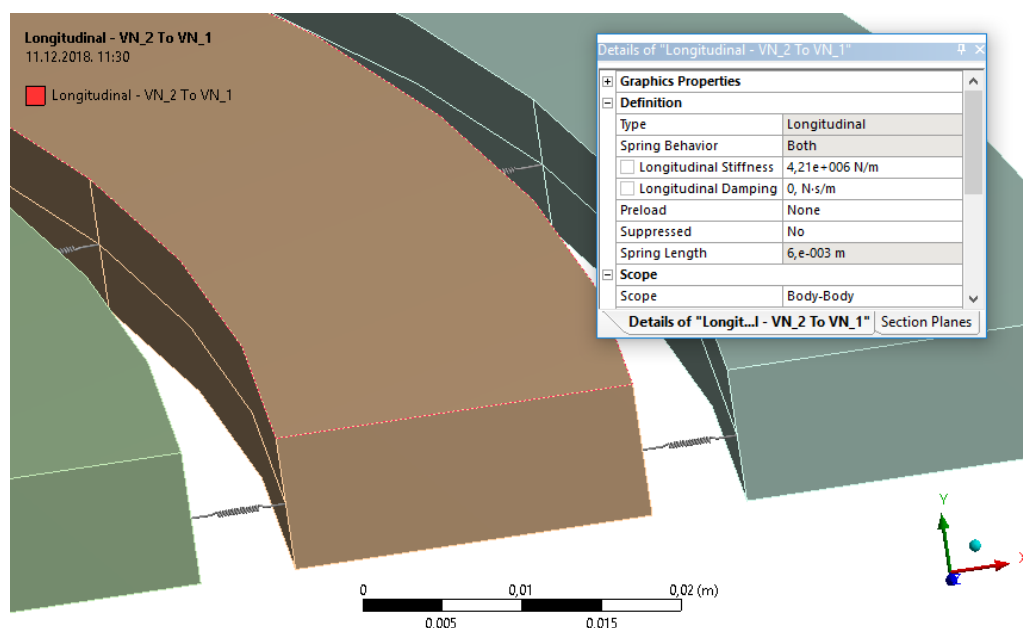 Longitudinal - VN_2 To VN_1
11.12.2018. 11:30
Longitudinal - VN_2 To VN_1
Details of "Longitudinal - VN_2 To VN_1"
Graphics Properties
Definition
Type Longitudinal
Spring Behavior Both
Longitudinal Stiffness 4,21e+006 N/m
Longitudinal Damping 0, N·s/m
Preload None
Suppressed No
Spring Length 6,e-003 m
Scope
Scope Body-Body
Details of "Longit...l - VN_2 To VN_1" Section Planes
Y
X
Z
0 0,01 0,02 (m)
0.005 0.015